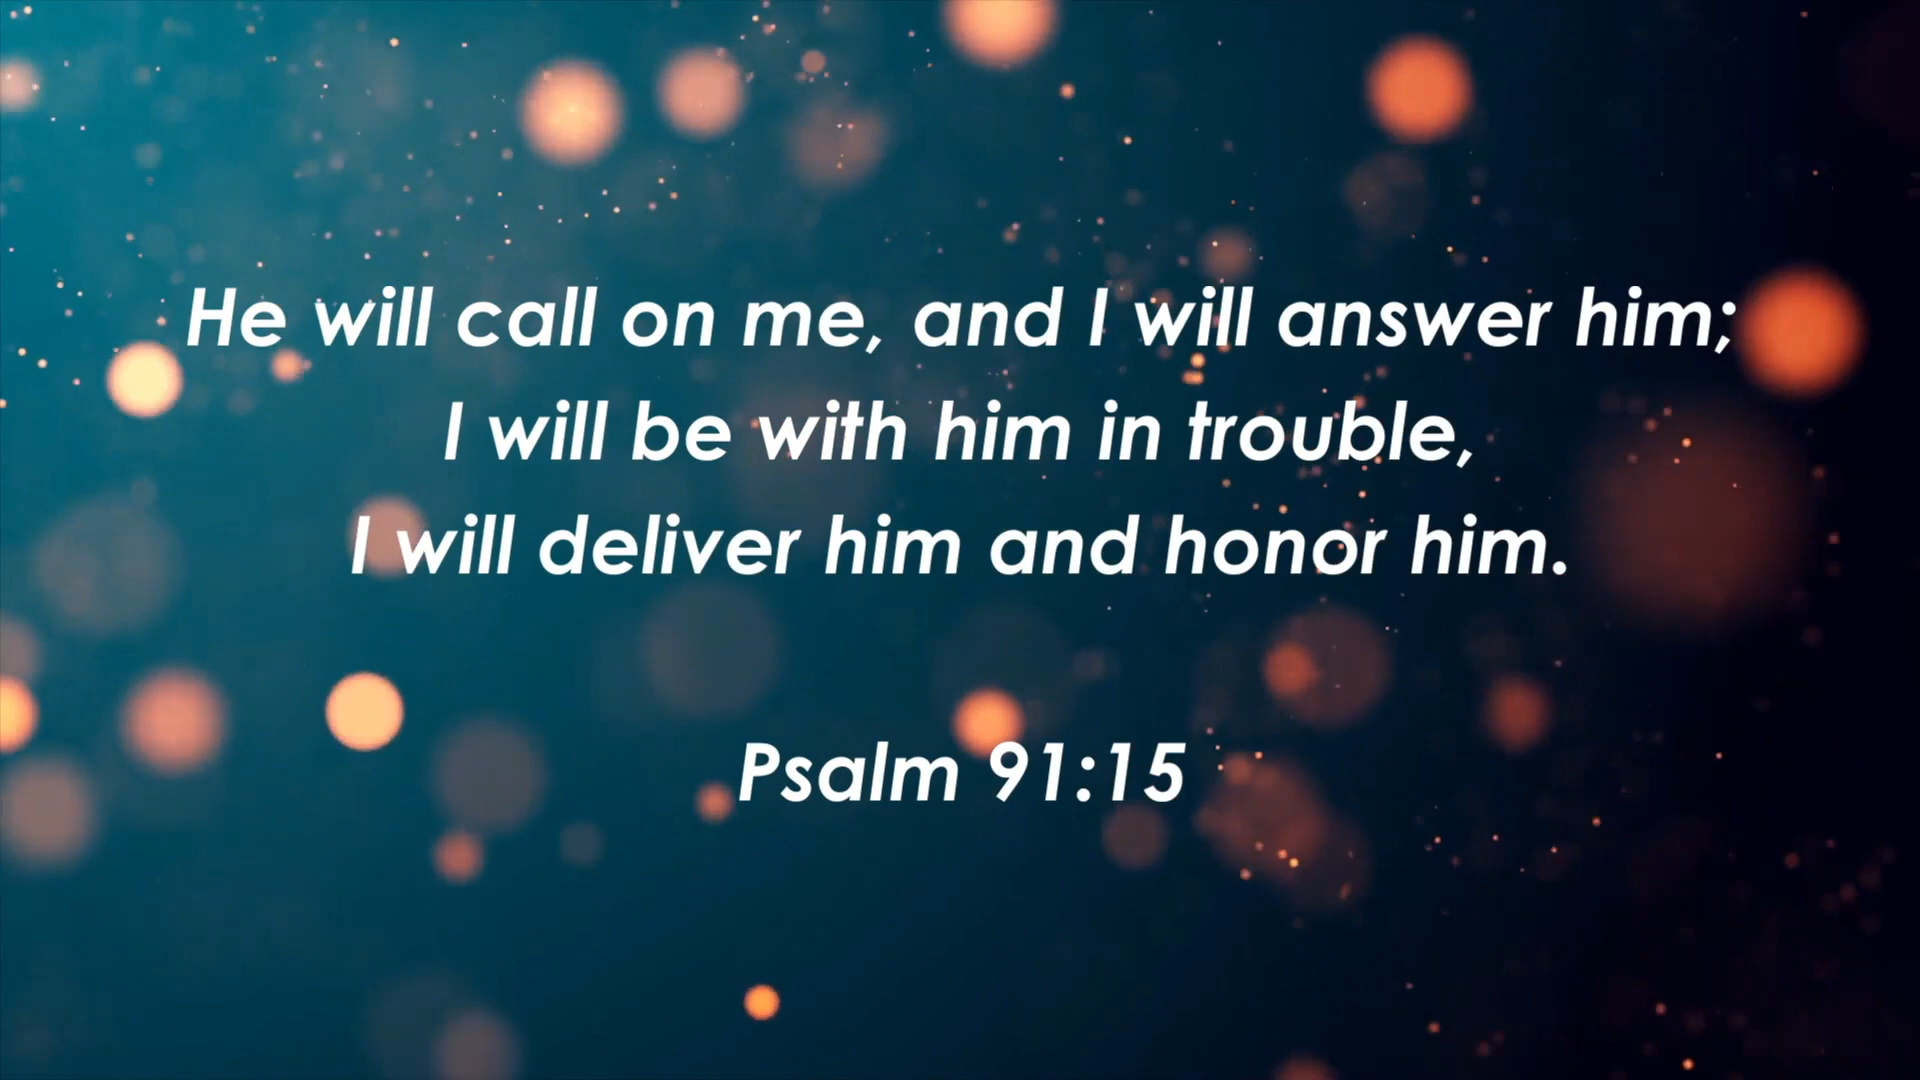 He will call on me, and I will answer him;
I will be with him in trouble,
I will deliver him and honor him.
Psalm 91:15